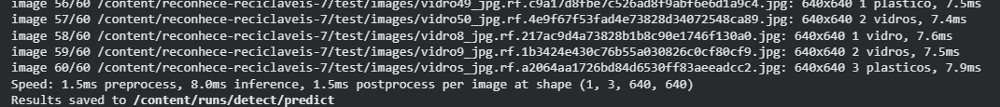 image 56/60 /content/reconhece-reciclaveis-7/test/images/vidro49_jpg.rf.c9a17d8fbe7c526ad8f9abf6e6d1a9c4.jpg: 640x640 1 plastico, 7.5ms
image 57/60 /content/reconhece-reciclaveis-7/test/images/vidro50_jpg.rf.4e9f67f53fad4e73828d34072548ca89.jpg: 640x640 2 vidros, 7.4ms
image 58/60 /content/reconhece-reciclaveis-7/test/images/vidro8_jpg.rf.217ac9d4a73828b1b8c90e1746f130a0.jpg: 640x640 1 vidro, 7.6ms
image 59/60 /content/reconhece-reciclaveis-7/test/images/vidro9_jpg.rf.1b3424e430c76b55a030826c0cf80cf9.jpg: 640x640 2 vidros, 7.5ms
image 60/60 /content/reconhece-reciclaveis-7/test/images/vidros_jpg.rf.a2064aa1726bd84d6530ff83aeeadcc2.jpg: 640x640 3 plasticos, 7.9ms
Speed: 1.5ms preprocess, 8.0ms inference, 1.5ms postprocess per image at shape (1, 3, 640, 640)
Results saved to /content/runs/detect/predict